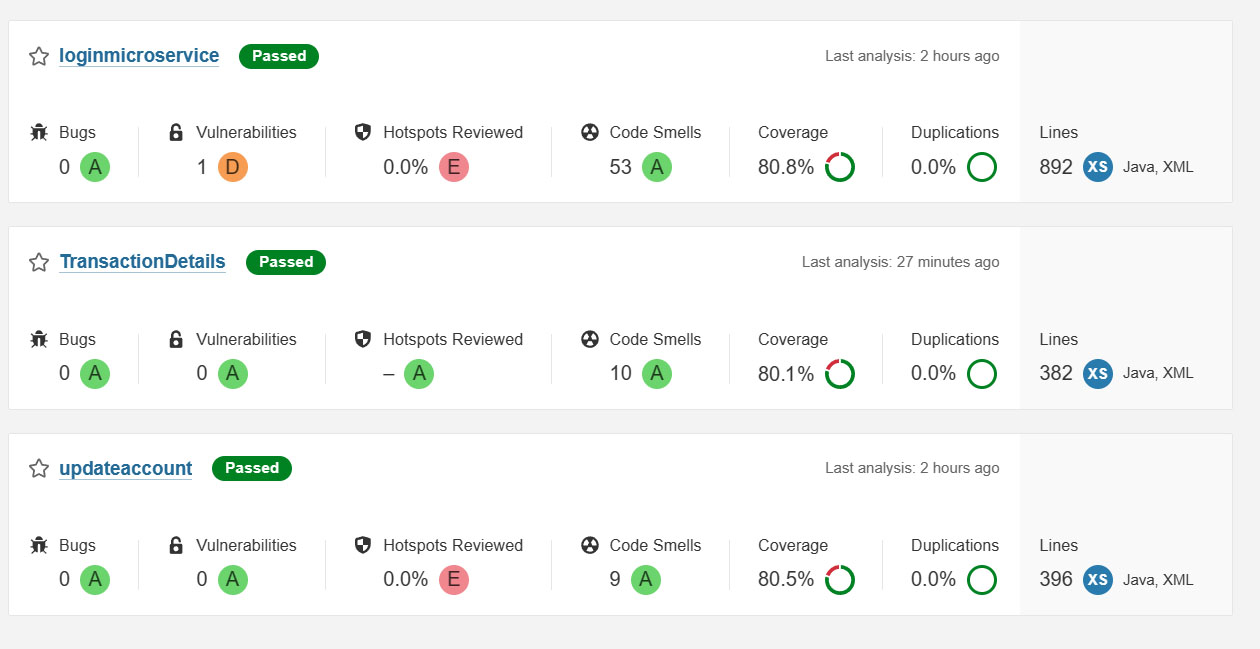 loginmicroservice Passed Last analysis: 2 hours ago
Bugs Vulnerabilities Hotspots Reviewed Code Smells Coverage Duplications Lines
0 A 1 D 0.0% E 53 A 80.8% 0.0% 892 XS Java, XML
TransactionDetails Passed Last analysis: 27 minutes ago
Bugs Vulnerabilities Hotspots Reviewed Code Smells Coverage Duplications Lines
0 A 0 A – A 10 A 80.1% 0.0% 382 XS Java, XML
updateaccount Passed Last analysis: 2 hours ago
Bugs Vulnerabilities Hotspots Reviewed Code Smells Coverage Duplications Lines
0 A 0 A 0.0% E 9 A 80.5% 0.0% 396 XS Java, XML